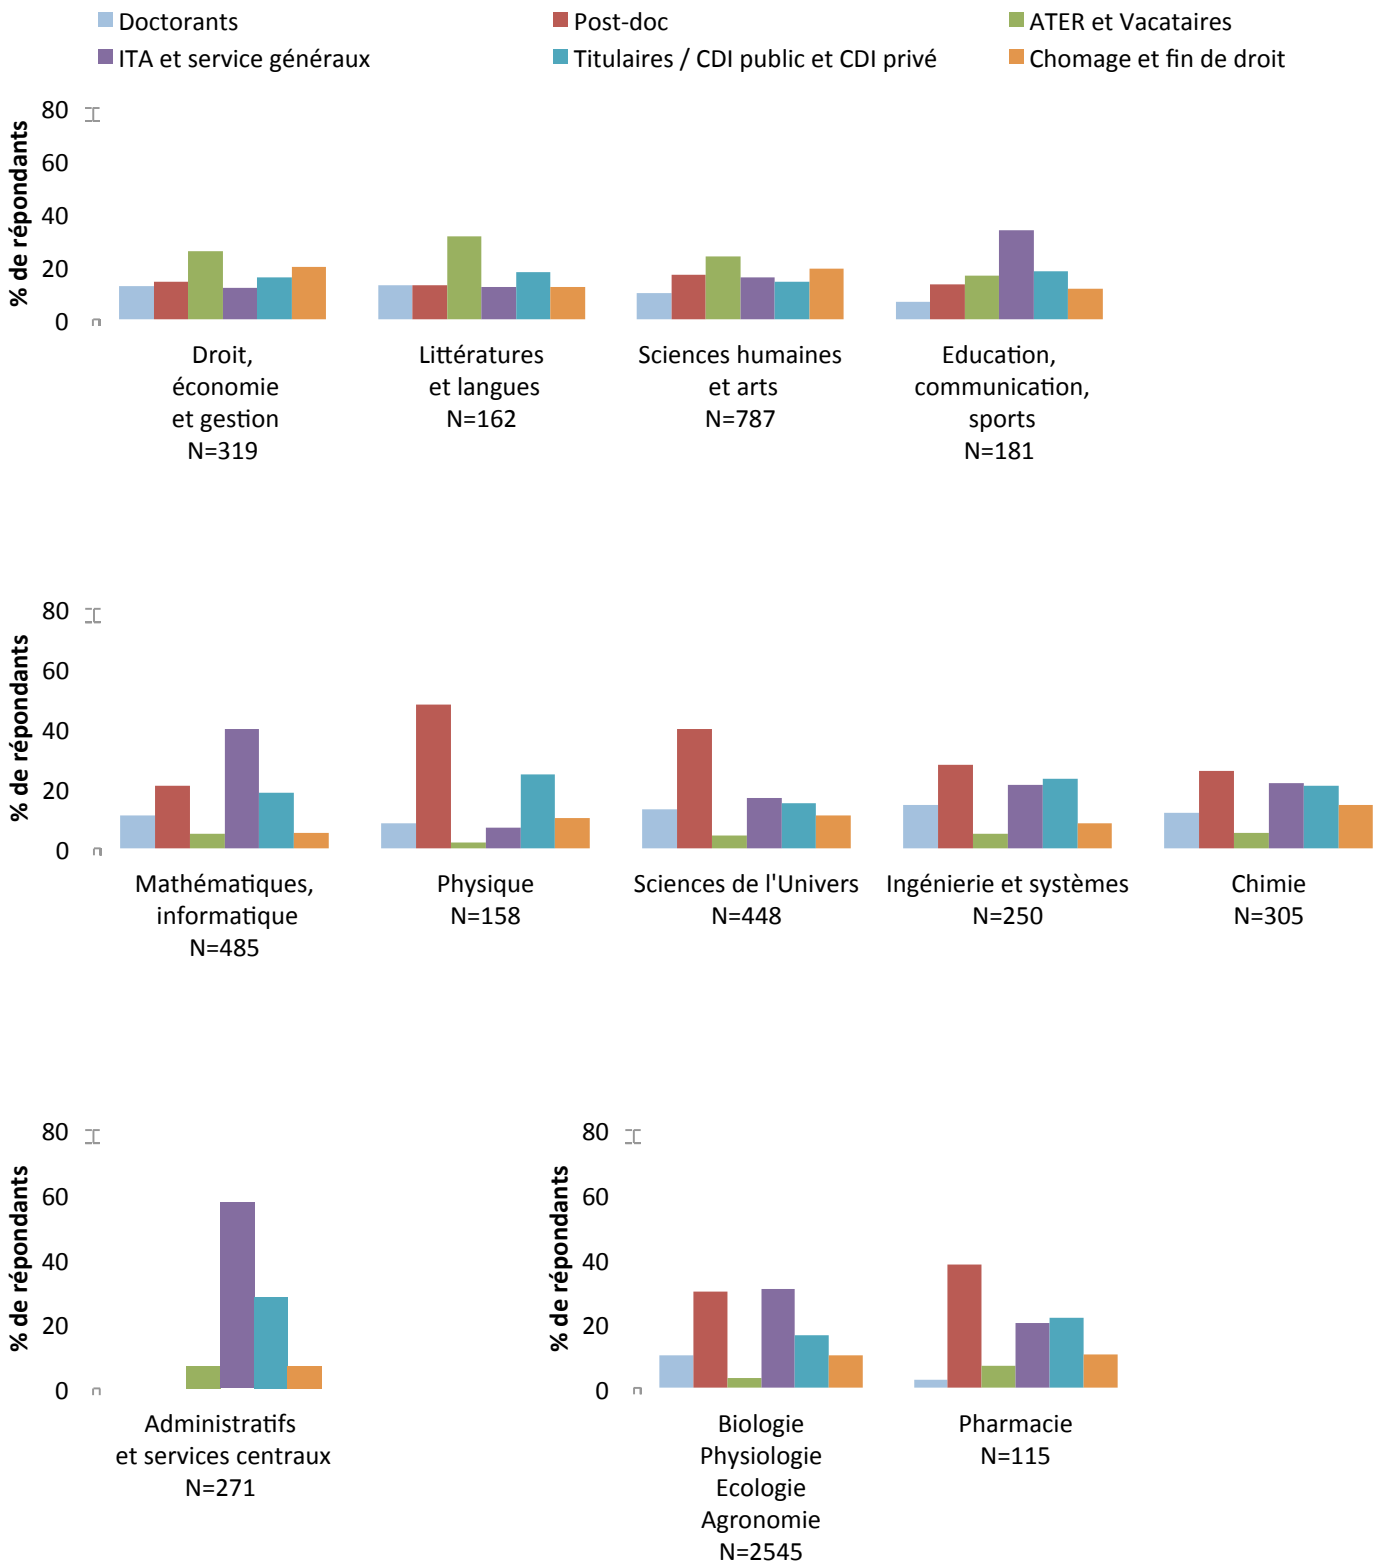 Doctorants
Post-doc
ATER et Vacataires
ITA et service généraux
Titulaires / CDI public et CDI privé
Chomage et fin de droit
% de répondants
80
60
40
20
0
Droit,
économie
et gestion
N=319
Littératures
et langues
N=162
Sciences humaines
et arts
N=787
Education,
communication,
sports
N=181
% de répondants
80
60
40
20
0
Mathématiques,
informatique
N=485
Physique
N=158
Sciences de l'Univers
N=448
Ingénierie et systèmes
N=250
Chimie
N=305
% de répondants
80
60
40
20
0
Administratifs
et services centraux
N=271
% de répondants
80
60
40
20
0
Biologie
Physiologie
Ecologie
Agronomie
N=2545
Pharmacie
N=115